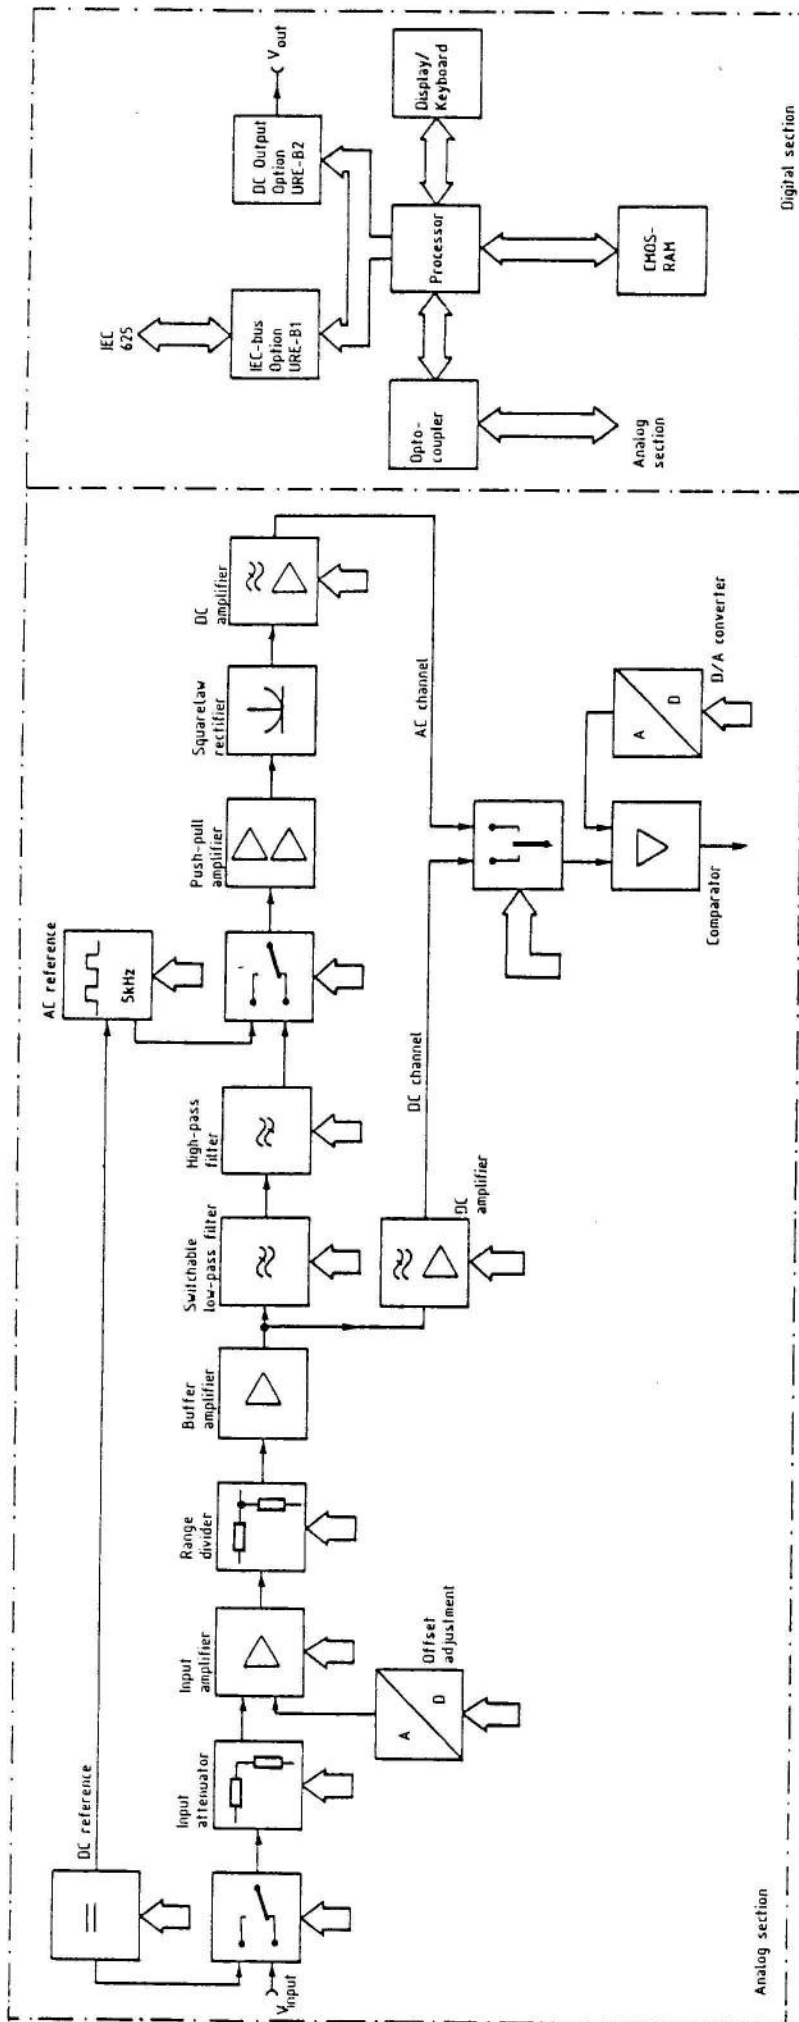 DC reference
Vinput
Input
attenuator
Input
amplifier
A
D
Offset
adjustment
Range
divider
Buffer
amplifier
Switchable
low-pass filter
High-pass
filter
DC
amplifier
DC channel
AC reference
5kHz
Push-pull
amplifier
Squarelaw
rectifier
DC
amplifier
AC channel
A
D
D/A converter
Comparator
Analog section
IEC
625
IEC-bus
Option
URE-B1
DC Output
Option
URE-B2
Vout
Opto-
coupler
Processor
Display/
Keyboard
CMOS-
RAM
Analog
section
Digital section